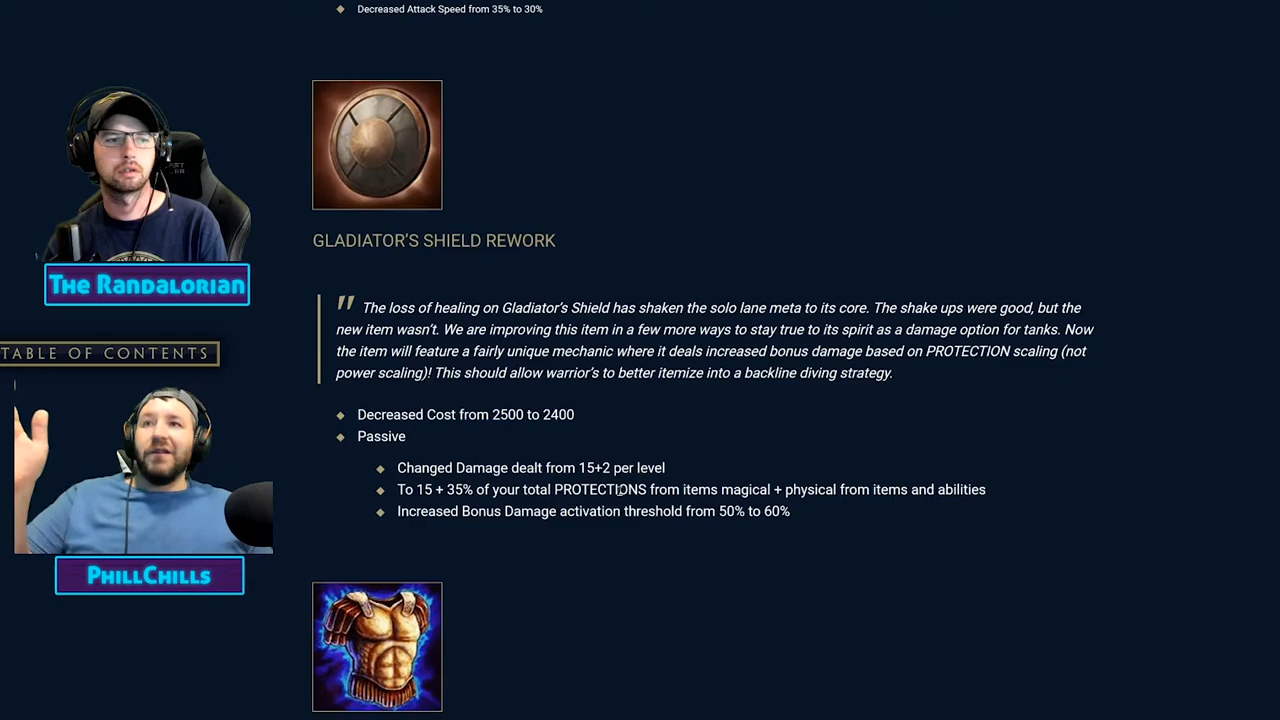 Decreased Attack Speed from 35% to 30%
GLADIATOR'S SHIELD REWORK
" The loss of healing on Gladiator's Shield has shaken the solo lane meta to its core. The shake ups were good, but the
new item wasn't. We are improving this item in a few more ways to stay true to its spirit as a damage option for tanks. Now
the item will feature a fairly unique mechanic where it deals increased bonus damage based on PROTECTION scaling (not
power scaling)! This should allow warrior's to better itemize into a backline diving strategy.
Decreased Cost from 2500 to 2400
Passive
Changed Damage dealt from 15+2 per level
To 15 + 35% of your total PROTECTIONS from items magical + physical from items and abilities
Increased Bonus Damage activation threshold from 50% to 60%
The Randalorian
TABLE OF CONTENTS
PhillChills